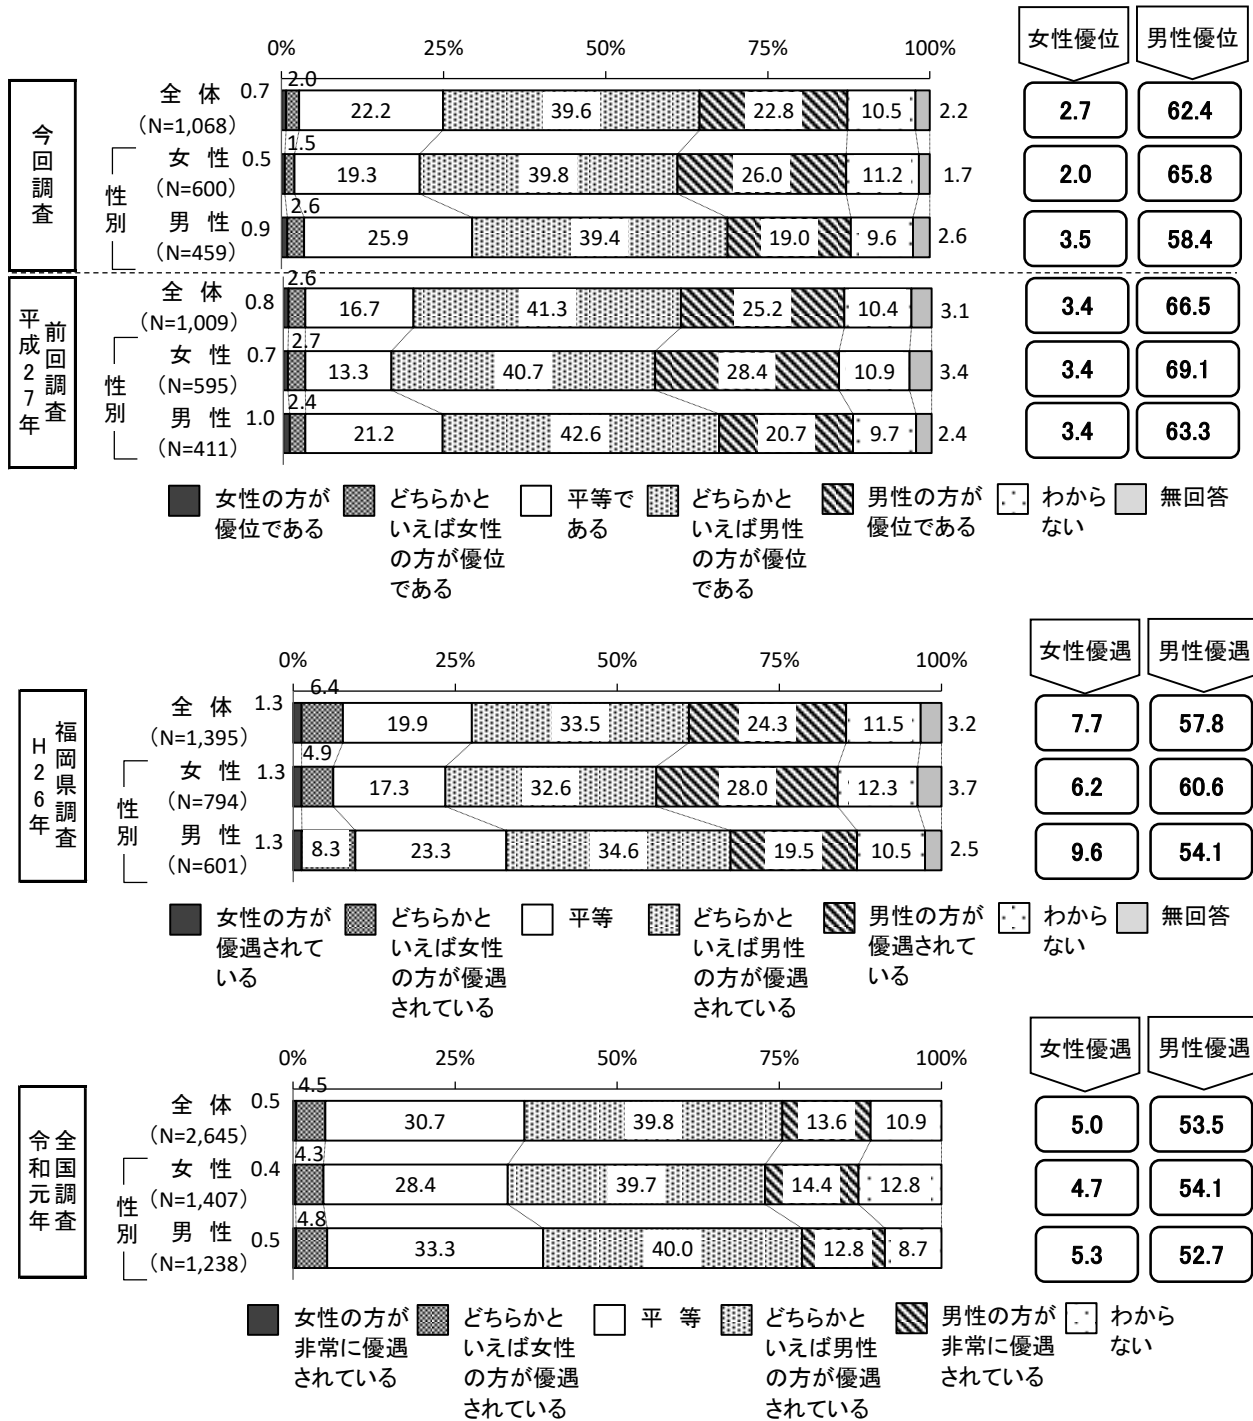 0% 25% 50% 75% 100%
女性優位 男性優位
今回調査
全 体
(N=1,068)
0.7 2.0 22.2 39.6 22.8 10.5 2.2
2.7 62.4
性別
女 性
(N=600)
0.5 1.5 19.3 39.8 26.0 11.2 1.7
2.0 65.8
男 性
(N=459)
0.9 2.6 25.9 39.4 19.0 9.6 2.6
3.5 58.4
前回調査
平成27年
全 体
(N=1,009)
0.8 2.6 16.7 41.3 25.2 10.4 3.1
3.4 66.5
性別
女 性
(N=595)
0.7 2.7 13.3 40.7 28.4 10.9 3.4
3.4 69.1
男 性
(N=411)
1.0 2.4 21.2 42.6 20.7 9.7 2.4
3.4 63.3
女性の方が
優位である
どちらかと
いえば女性
の方が優位
である
平等で
ある
どちらかと
いえば男性
の方が優位
である
男性の方が
優位である
わから
ない
無回答
0% 25% 50% 75% 100%
女性優遇 男性優遇
福岡県調査
H26年
全 体
(N=1,395)
1.3 6.4 19.9 33.5 24.3 11.5 3.2
7.7 57.8
性別
女 性
(N=794)
1.3 4.9 17.3 32.6 28.0 12.3 3.7
6.2 60.6
男 性
(N=601)
1.3 8.3 23.3 34.6 19.5 10.5 2.5
9.6 54.1
女性の方が
優遇されて
いる
どちらかと
いえば女性
の方が優遇
されている
平等
どちらかと
いえば男性
の方が優遇
されている
男性の方が
優遇されて
いる
わから
ない
無回答
0% 25% 50% 75% 100%
女性優遇 男性優遇
全国調査
令和元年
全 体
(N=2,645)
0.5 4.5 30.7 39.8 13.6 10.9
5.0 53.5
性別
女 性
(N=1,407)
0.4 4.3 28.4 39.7 14.4 12.8
4.7 54.1
男 性
(N=1,238)
0.5 4.8 33.3 40.0 12.8 8.7
5.3 52.7
女性の方が
非常に優遇
されている
どちらかと
いえば女性
の方が優遇
されている
平 等
どちらかと
いえば男性
の方が優遇
されている
男性の方が
非常に優遇
されている
わから
ない